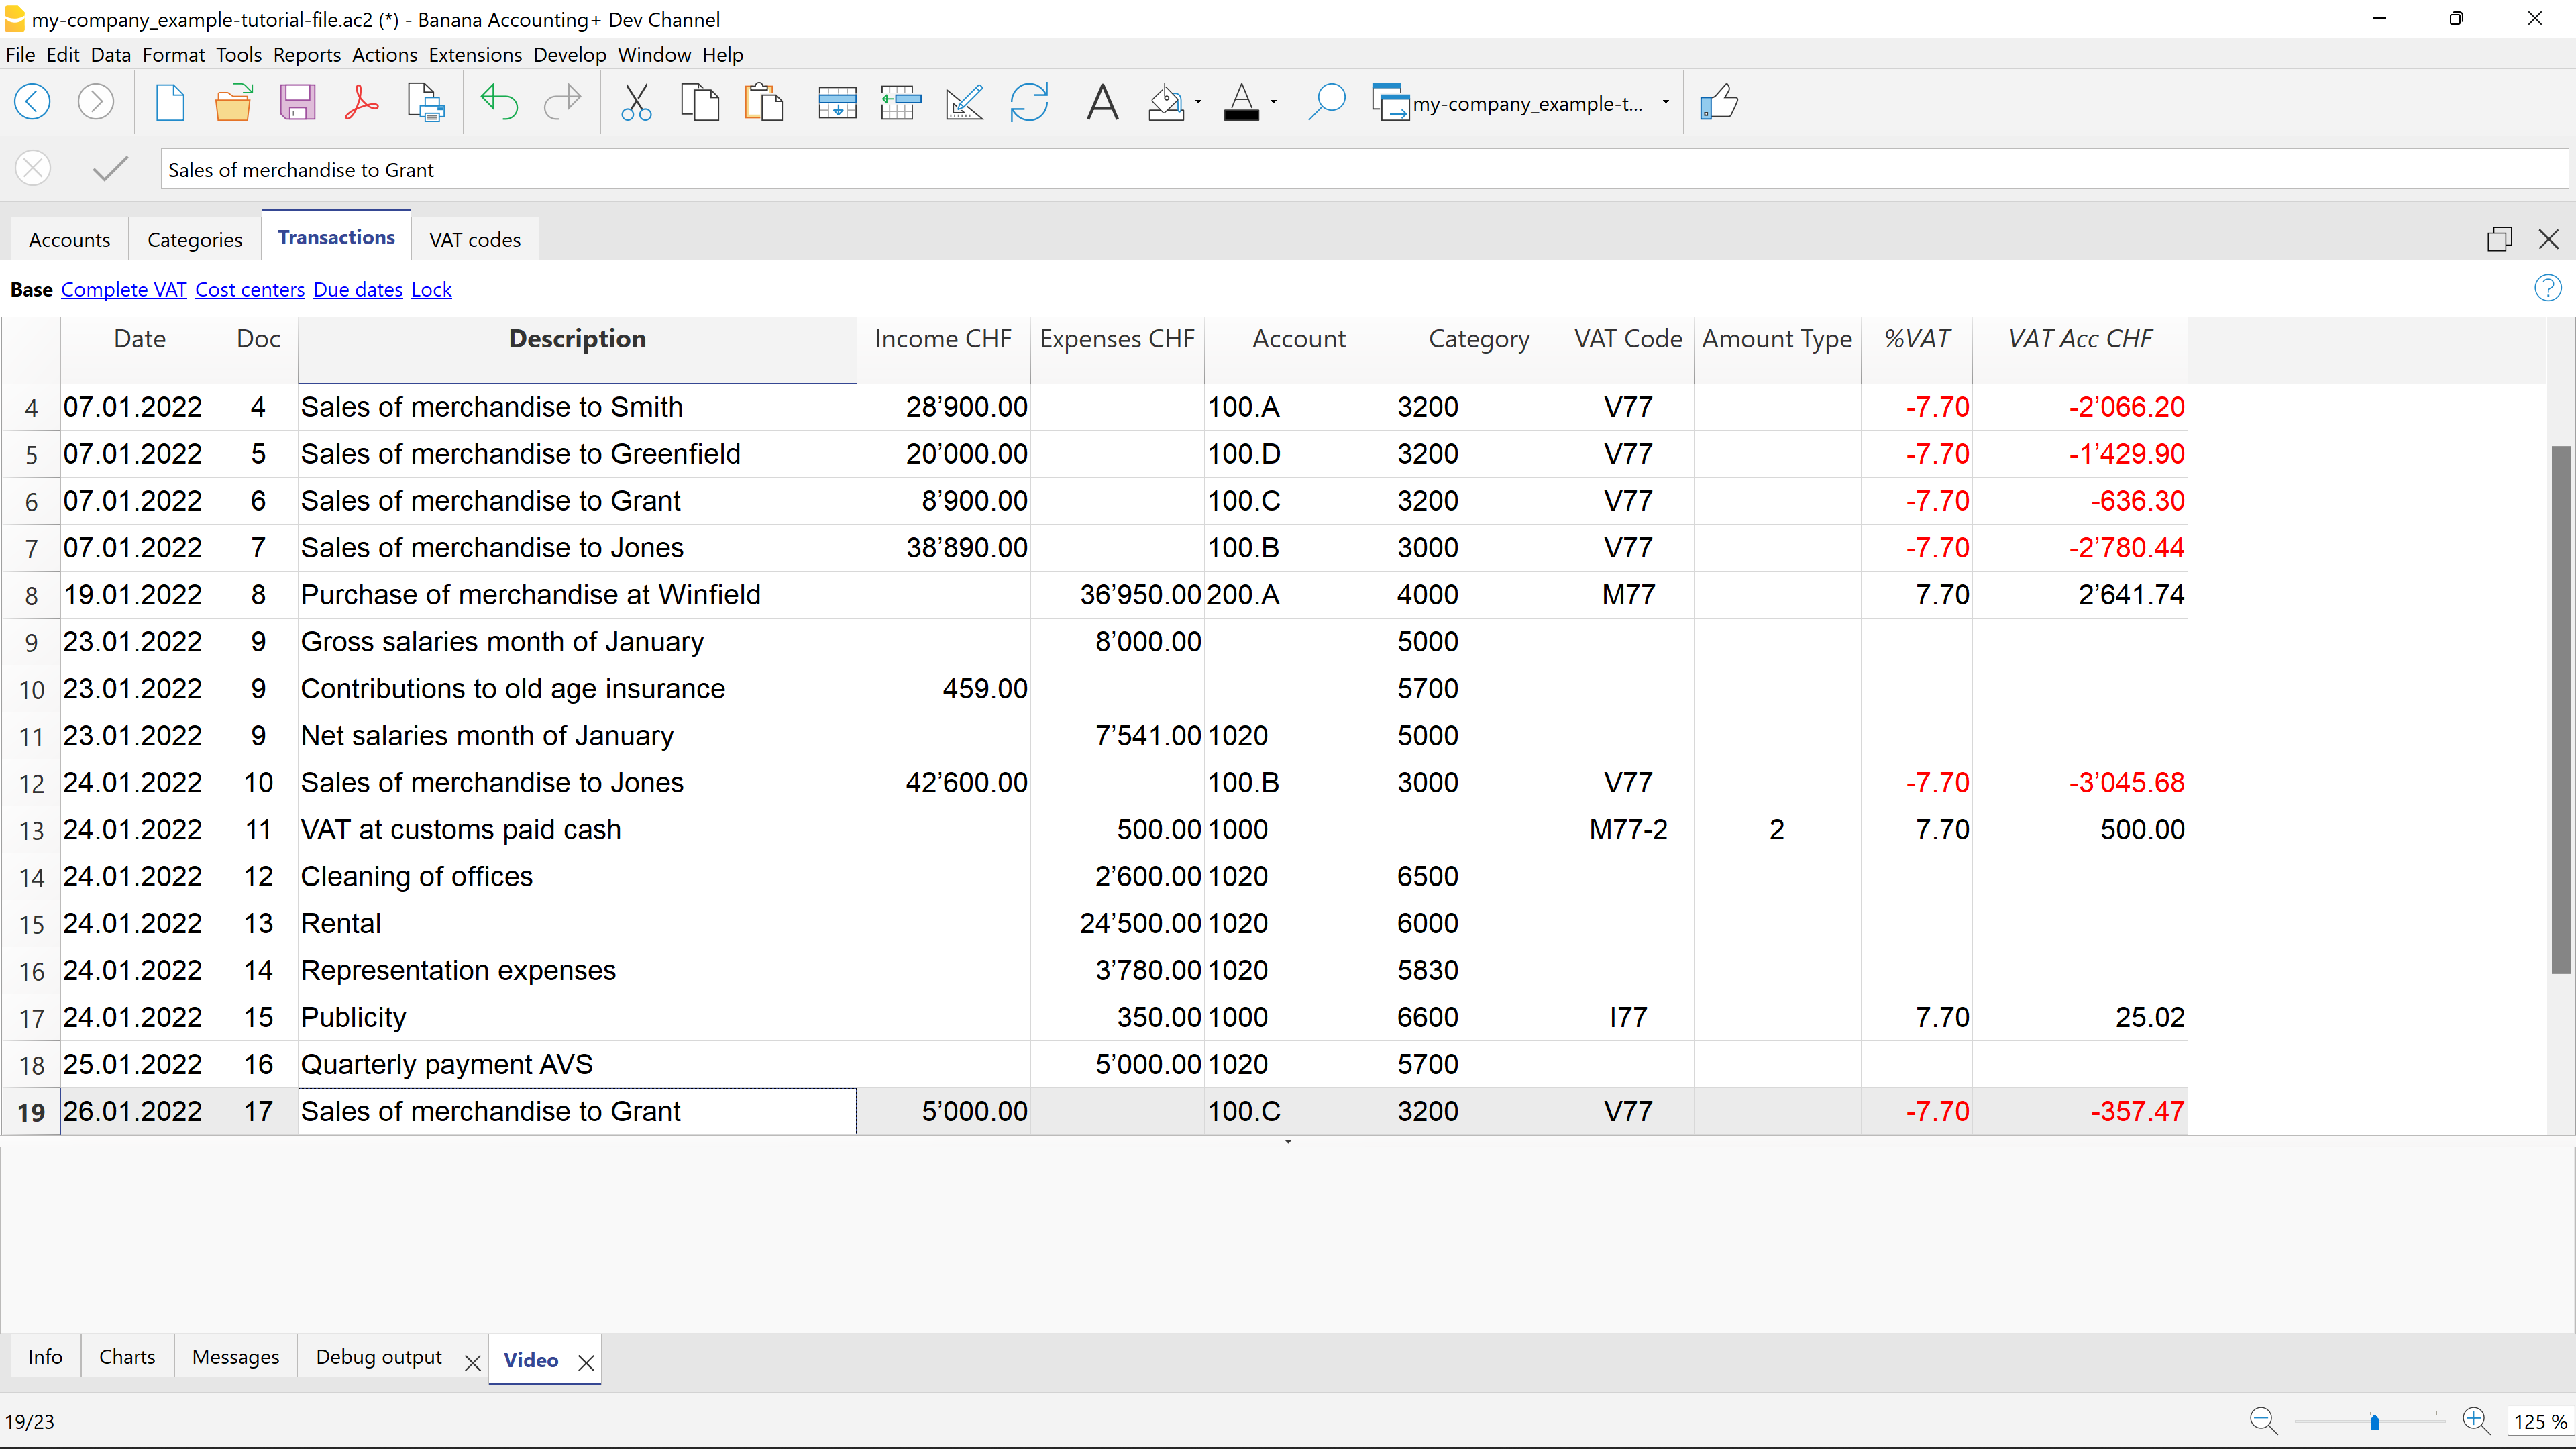 my-company_example-tutorial-file.ac2 (*) - Banana Accounting+ Dev Channel
File Edit Data Format Tools Reports Actions Extensions Develop Window Help
my-company_example-t...
Sales of merchandise to Grant
Accounts Categories Transactions VAT codes
Base Complete VAT Cost centers Due dates Lock
Date Doc Description Income CHF Expenses CHF Account Category VAT Code Amount Type %VAT VAT Acc CHF
4 07.01.2022 4 Sales of merchandise to Smith 28’900.00 100.A 3200 V77 -7.70 -2’066.20
5 07.01.2022 5 Sales of merchandise to Greenfield 20’000.00 100.D 3200 V77 -7.70 -1’429.90
6 07.01.2022 6 Sales of merchandise to Grant 8’900.00 100.C 3200 V77 -7.70 -636.30
7 07.01.2022 7 Sales of merchandise to Jones 38’890.00 100.B 3000 V77 -7.70 -2’780.44
8 19.01.2022 8 Purchase of merchandise at Winfield 36’950.00 200.A 4000 M77 7.70 2’641.74
9 23.01.2022 9 Gross salaries month of January 8’000.00 5000
10 23.01.2022 9 Contributions to old age insurance 459.00 5700
11 23.01.2022 9 Net salaries month of January 7’541.00 1020 5000
12 24.01.2022 10 Sales of merchandise to Jones 42’600.00 100.B 3000 V77 -7.70 -3’045.68
13 24.01.2022 11 VAT at customs paid cash 500.00 1000 M77-2 2 7.70 500.00
14 24.01.2022 12 Cleaning of offices 2’600.00 1020 6500
15 24.01.2022 13 Rental 24’500.00 1020 6000
16 24.01.2022 14 Representation expenses 3’780.00 1020 5830
17 24.01.2022 15 Publicity 350.00 1000 6600 I77 7.70 25.02
18 25.01.2022 16 Quarterly payment AVS 5’000.00 1020 5700
19 26.01.2022 17 Sales of merchandise to Grant 5’000.00 100.C 3200 V77 -7.70 -357.47
Info Charts Messages Debug output Video
19/23 125 %